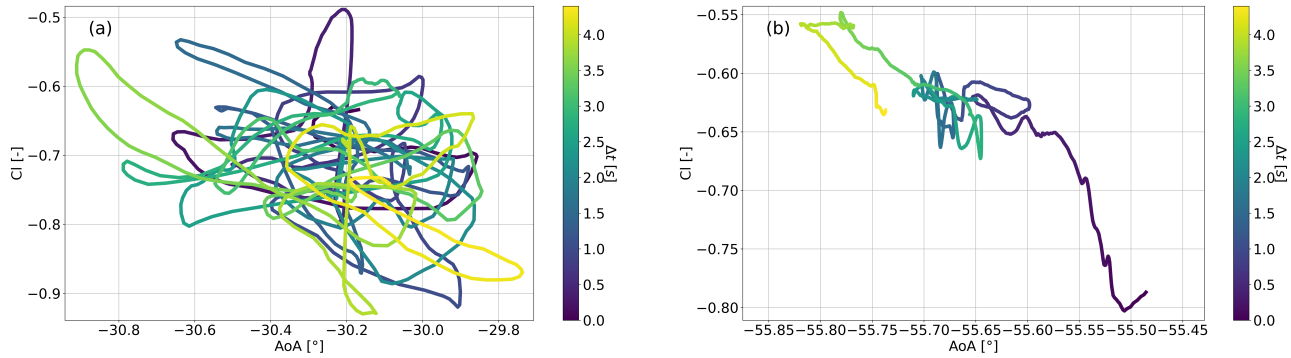 (a)
−0.5
−0.6
−0.7
−0.8
−0.9
Cl [-]
−30.8 −30.6 −30.4 −30.2 −30.0 −29.8
AoA [°]
4.0
3.5
3.0
2.5
2.0
1.5
1.0
0.5
0.0
Δt [s]
(b)
−0.55
−0.60
−0.65
−0.70
−0.75
−0.80
Cl [-]
−55.85 −55.80 −55.75 −55.70 −55.65 −55.60 −55.55 −55.50 −55.45
AoA [°]
4.0
3.5
3.0
2.5
2.0
1.5
1.0
0.5
0.0
Δt [s]